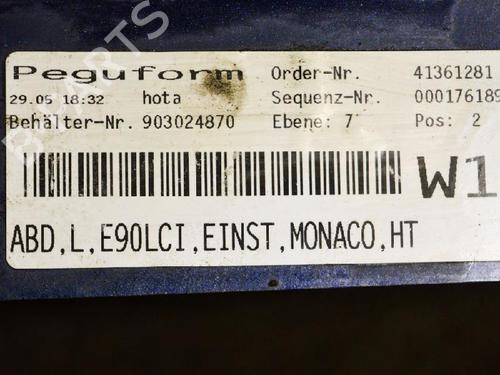 Peguform Order-Nr. 41361281
29.05 18:32 hota Sequenz-Nr. 000176189
Behälter-Nr. 903024870 Ebene: 7 Pos: 2
W1
ABD,L,E90LCI,EINST,MONACO,HT